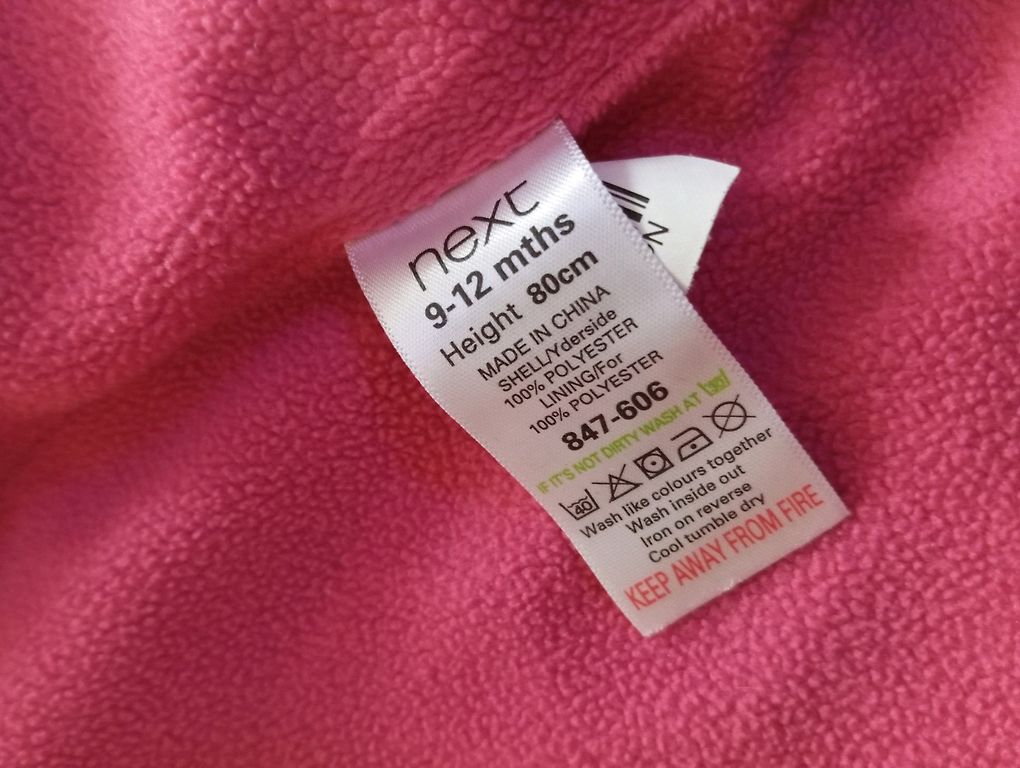 next
9-12 mths
Height 80cm
MADE IN CHINA
SHELL/Yderside
100% POLYESTER
LINING/For
100% POLYESTER
847-606
IF IT'S NOT DIRTY WASH AT 30
40
Wash like colours together
Wash inside out
Iron on reverse
Cool tumble dry
KEEP AWAY FROM FIRE